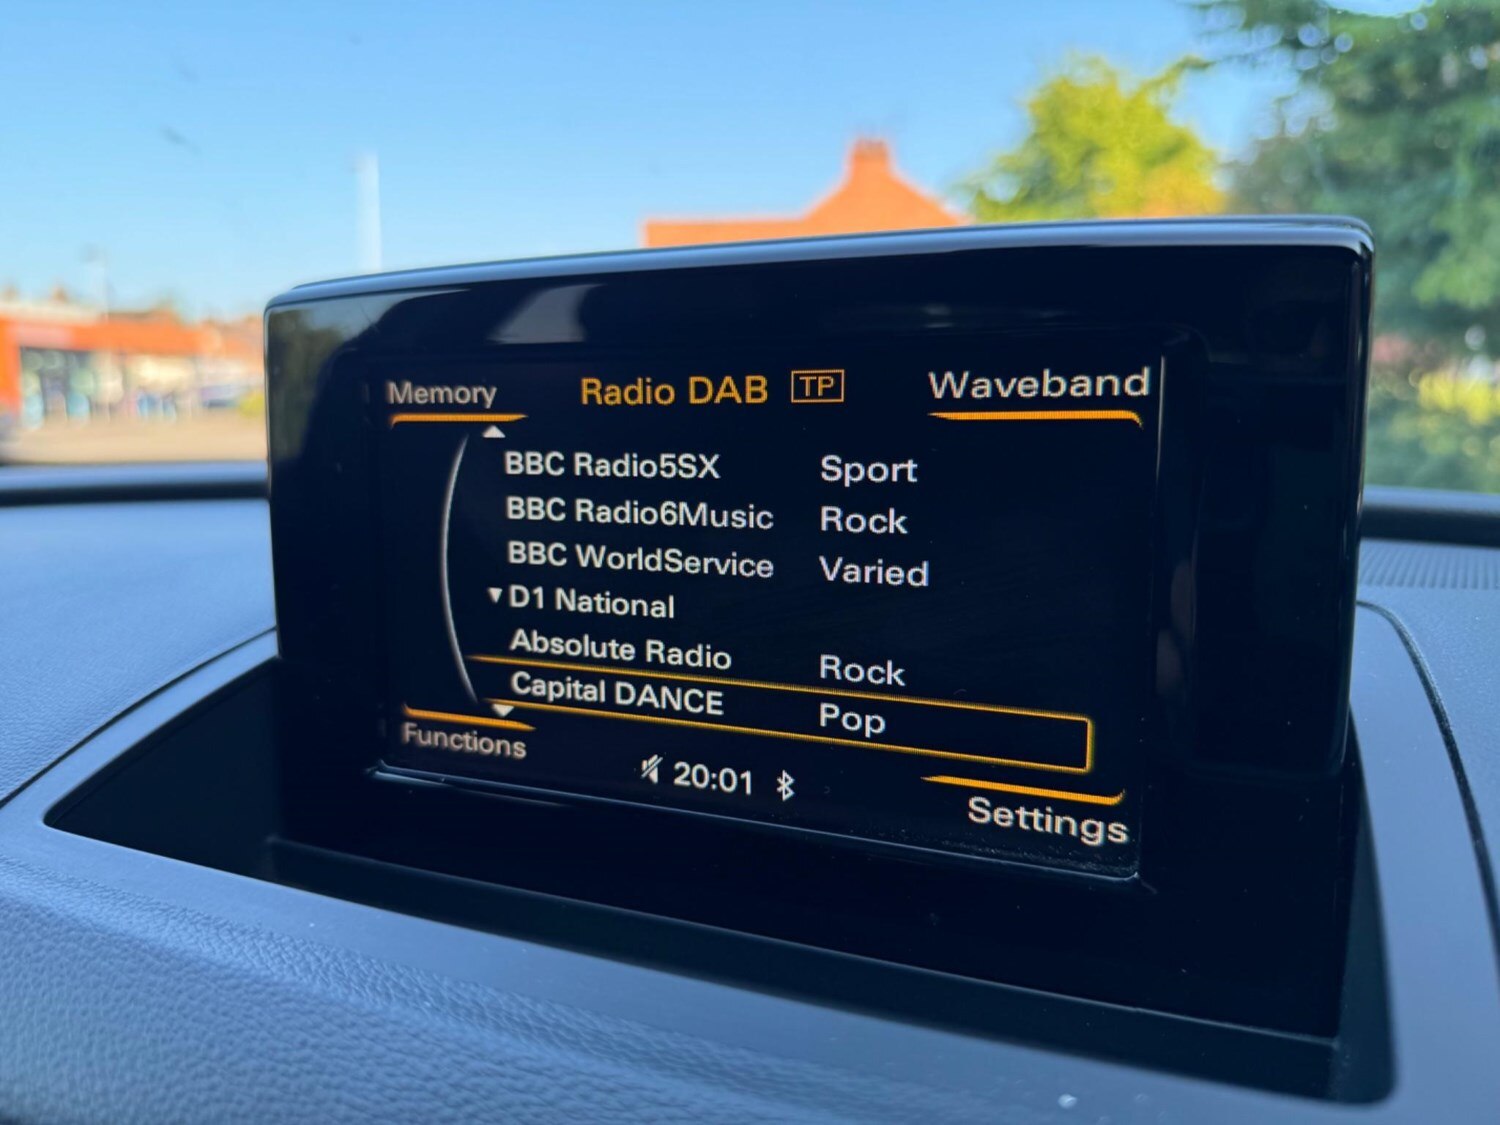 Memory Radio DAB TP Waveband
BBC Radio5SX Sport
BBC Radio6Music Rock
BBC WorldService Varied
D1 National
Absolute Radio Rock
Capital DANCE Pop
Functions
20:01
Settings